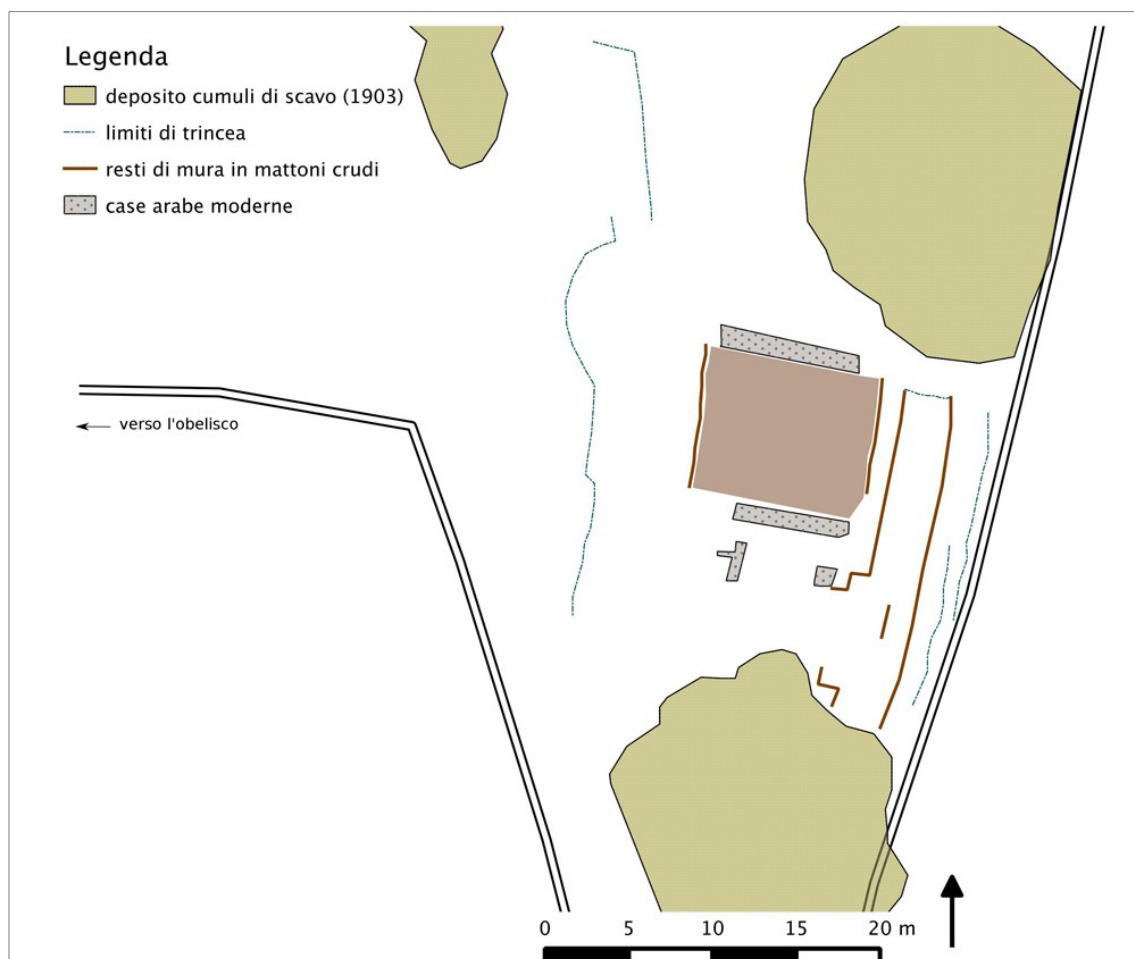 Legenda
deposito cumuli di scavo (1903)
limiti di trincea
resti di mura in mattoni crudi
case arabe moderne
verso l'obelisco
0 5 10 15 20 m